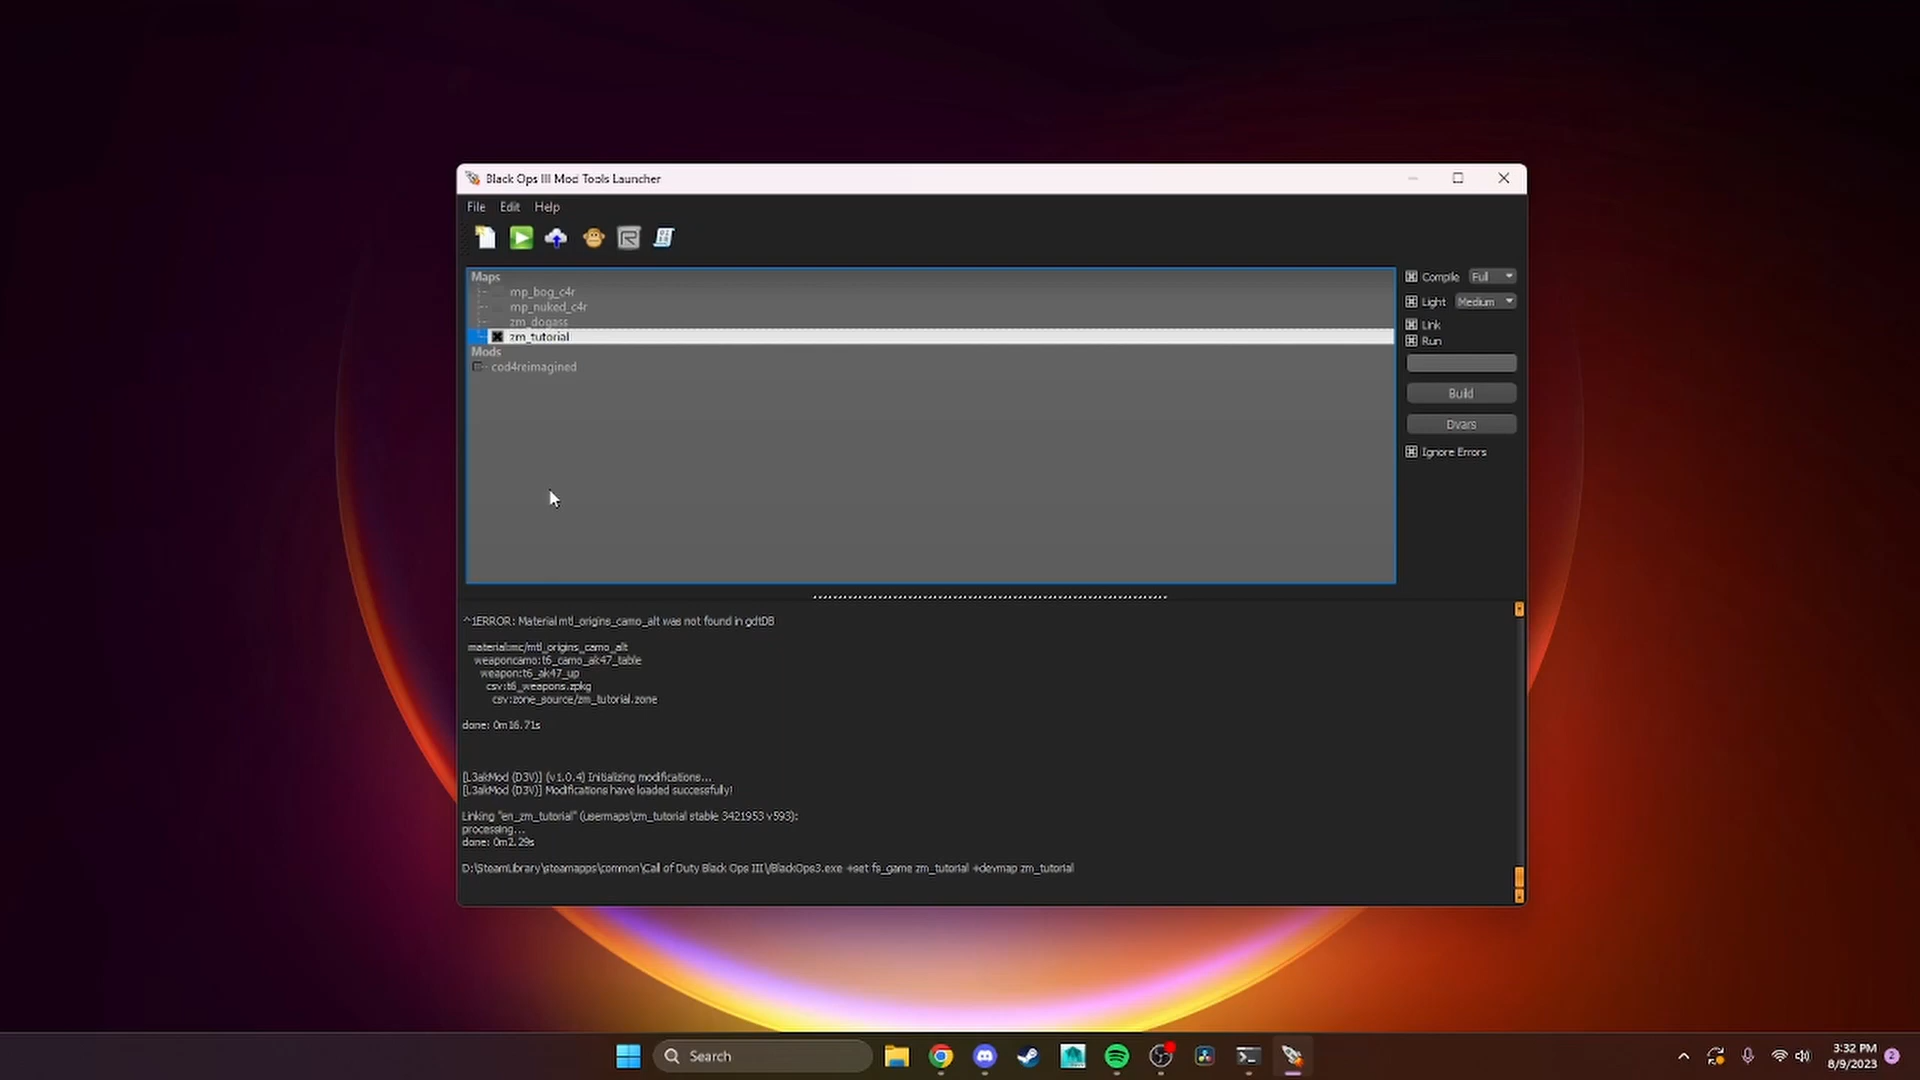 Black Ops III Mod Tools Launcher
File Edit Help
Maps
mp_bog_c4r
mp_nuked_c4r
zm_dogass
zm_tutorial
Mods
cod4reimagined
Compile Full
Light Medium
Link
Run
Build
Dvars
Ignore Errors
^1ERROR: Material mtl_origins_camo_alt was not found in gdtDB
material:mc/mtl_origins_camo_alt
weaponcamo:t6_camo_ak47_table
weapon:t6_ak47_up
csv:t6_weapons.zpkg
csv:zone_source/zm_tutorial.zone
done: 0m16.71s
[L3akMod (D3V)] (v1.0.4) Initializing modifications...
[L3akMod (D3V)] Modifications have loaded successfully!
Linking "en_zm_tutorial" (usermaps\zm_tutorial stable 3421953 v593):
processing...
done: 0m2.29s
D:\SteamLibrary\steamapps\common\Call of Duty Black Ops III\/BlackOps3.exe +set fs_game zm_tutorial +devmap zm_tutorial
Search
3:32 PM
8/9/2023
2